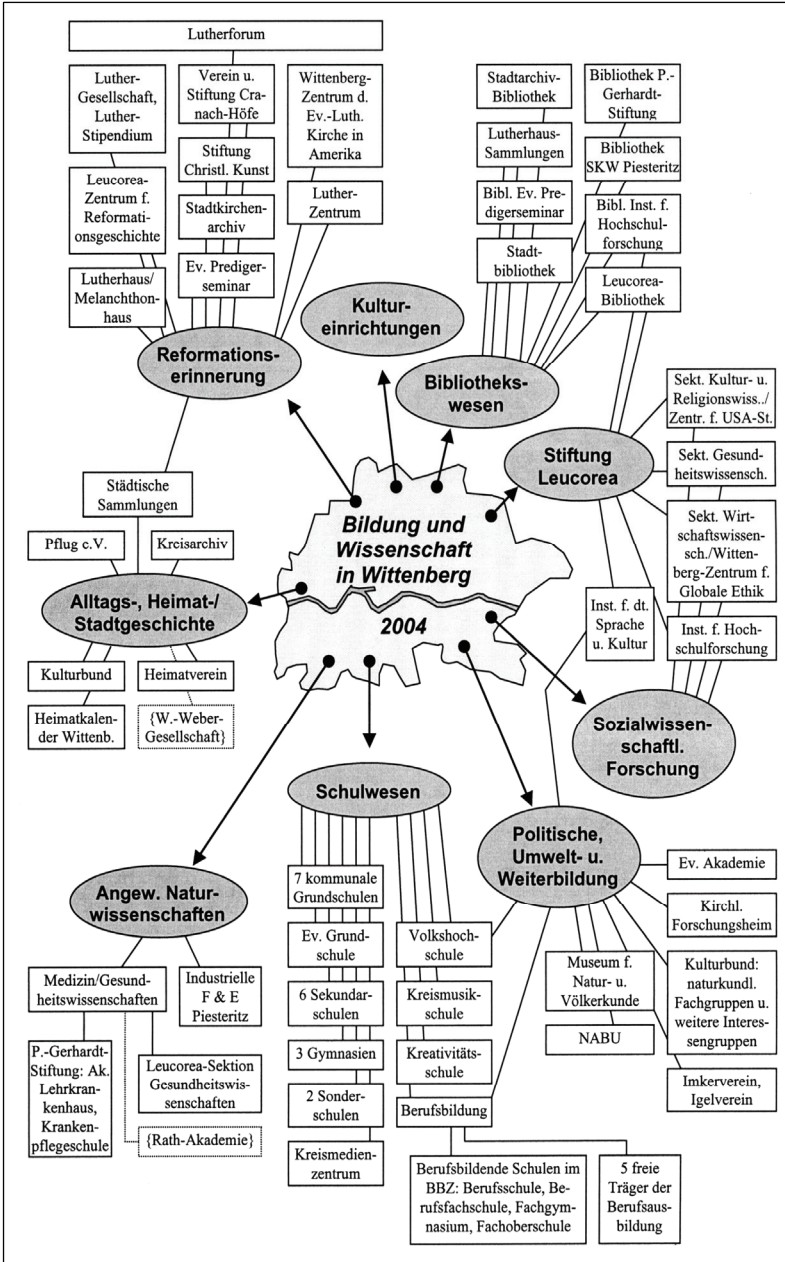 Lutherforum
Luther-
Gesellschaft,
Luther-
Stipendium
Verein u.
Stiftung Cra-
nach-Höfe
Wittenberg-
Zentrum d.
Ev.-Luth.
Kirche in
Amerika
Stadtarchiv-
Bibliothek
Bibliothek P.-
Gerhardt-
Stiftung
Leucorea-
Zentrum f.
Reformati-
onsgeschichte
Stiftung
Christl. Kunst
Stadtkirchen-
archiv
Luther-
Zentrum
Lutherhaus-
Sammlungen
Bibliothek
SKW Piesteritz
Bibl. Ev. Pre-
digerseminar
Bibl. Inst. f.
Hochschul-
forschung
Lutherhaus/
Melanchthon-
haus
Ev. Prediger-
seminar
Stadt-
bibliothek
Leucorea-
Bibliothek
Kultur-
einrichtungen
Reformations-
erinnerung
Bibliotheks-
wesen
Sekt. Kultur- u.
Religionswiss../
Zentr. f. USA-St.
Stiftung
Leucorea
Sekt. Gesund-
heitswissensch.
Städtische
Sammlungen
Sekt. Wirt-
schaftswissen-
sch./Witten-
berg-Zentrum f.
Globale Ethik
Bildung und
Wissenschaft
in Wittenberg
2004
Pflug e.V.
Kreisarchiv
Alltags-, Heimat-/
Stadtgeschichte
Inst. f. dt.
Sprache
u. Kultur
Inst. f. Hoch-
schulforschung
Kulturbund
Heimatverein
Heimatkalen-
der Wittenb.
{W.-Weber-
Gesellschaft}
Sozialwissen-
schaftl.
Forschung
Schulwesen
Politische,
Umwelt- u.
Weiterbildung
Angew. Natur-
wissenschaften
7 kommunale
Grundschulen
Ev. Grund-
schule
6 Sekundar-
schulen
3 Gymnasien
2 Sonder-
schulen
Kreismedien-
zentrum
Volkshoch-
schule
Kreismusik-
schule
Kreativitäts-
schule
Berufsbildung
Ev. Akademie
Kirchl.
Forschungsheim
Museum f.
Natur- u.
Völkerkunde
NABU
Kulturbund:
naturkundl.
Fachgruppen u.
weitere Interes-
sengruppen
Imkerverein,
Igelverein
Medizin/Gesun-
dheitswissenschaften
Industrielle
F & E
Piesteritz
P.-Gerhardt-
Stiftung: Ak.
Lehrkran-
kenhaus,
Kranken-
pflegeschule
Leucorea-Sektion
Gesundheitswis-
senschaften
{Rath-Akademie}
Berufsbildende Schulen im
BBZ: Berufsschule, Be-
rufsfachschule, Fachgym-
nasium, Fachoberschule
5 freie
Träger der
Berufsaus-
bildung